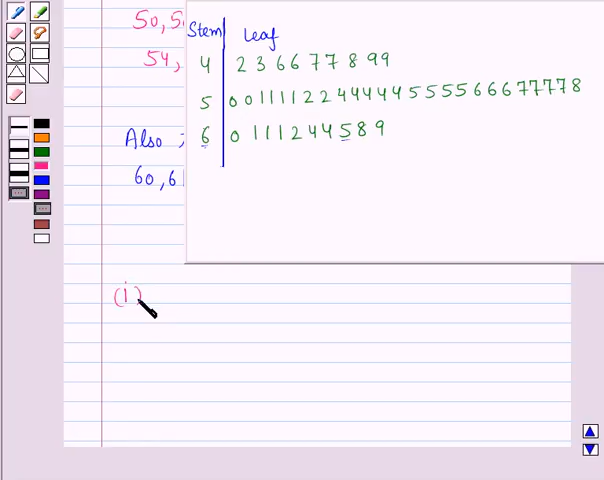 50, 5
54,
Stem Leaf
4 2 3 6 6 7 7 8 9 9
5 0 0 1 1 1 1 2 2 4 4 4 4 4 5 5 5 5 6 6 6 7 7 7 7 8
6 0 1 1 1 2 4 4 5 8 9
Also
60, 6
(i)